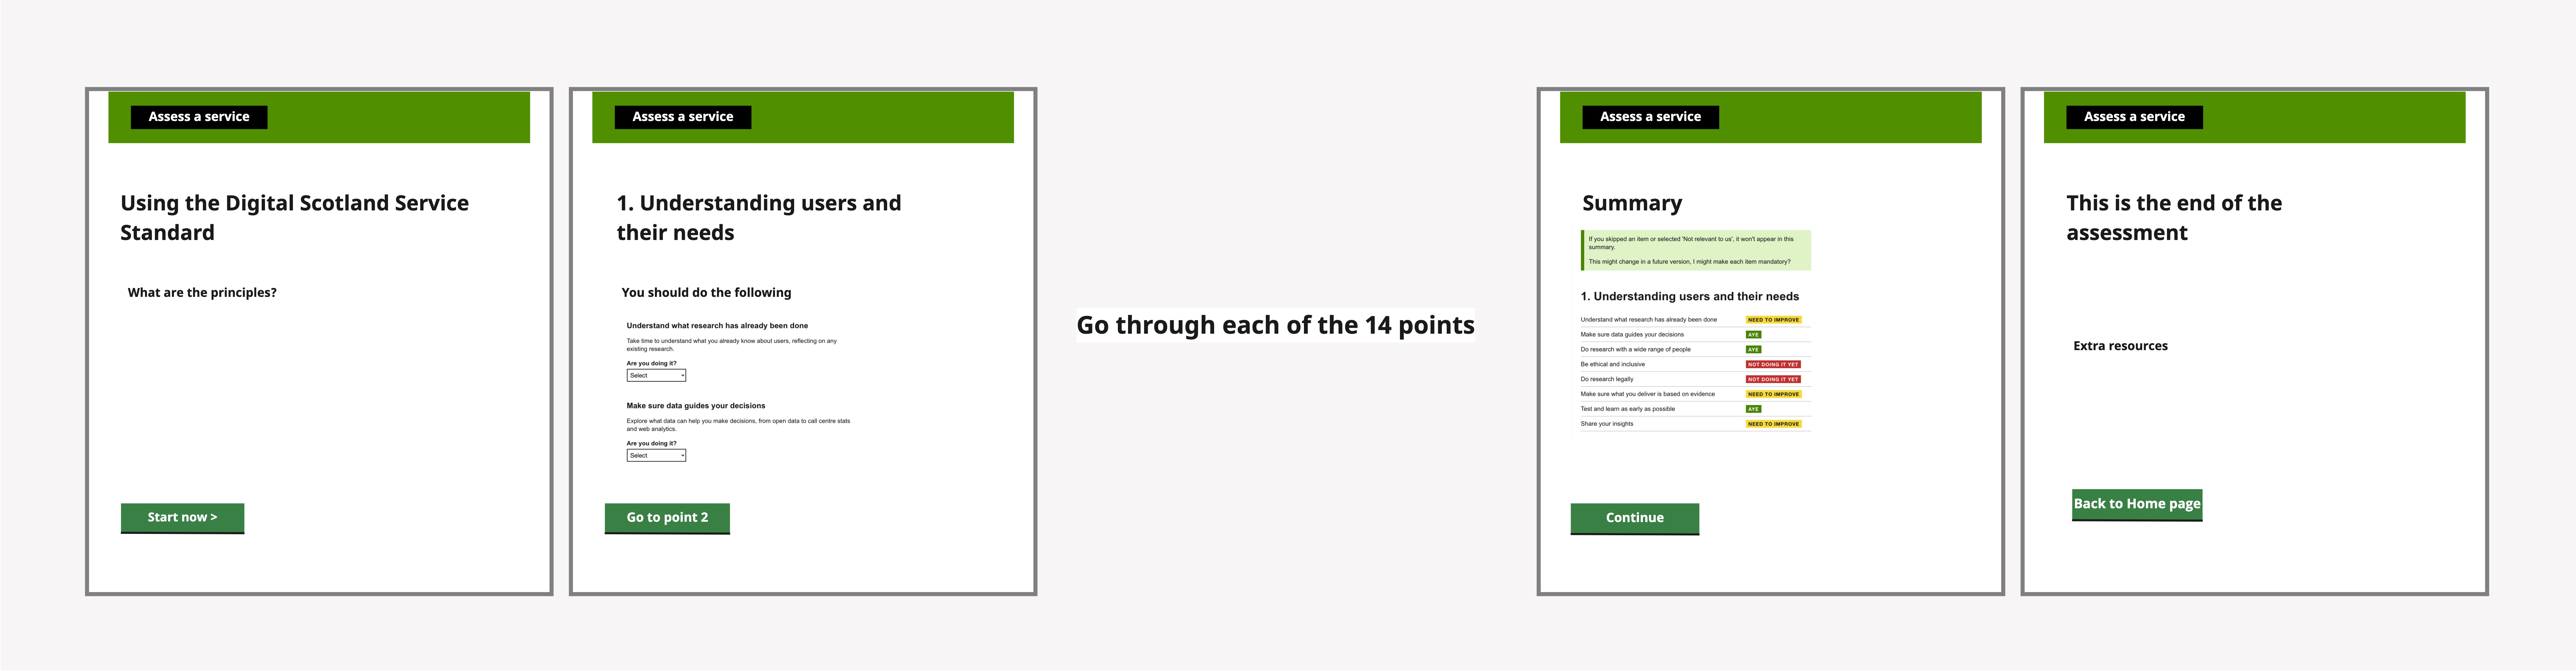 Assess a service
Using the Digital Scotland Service
Standard
What are the principles?
Start now >
Assess a service
1. Understanding users and
their needs
You should do the following
Understand what research has already been done
Take time to understand what you already know about users, reflecting on any
existing research.
Are you doing it?
Select
Make sure data guides your decisions
Explore what data can help you make decisions, from open data to call centre stats
and web analytics.
Are you doing it?
Select
Go to point 2
Go through each of the 14 points
Assess a service
Summary
If you skipped an item or selected 'Not relevant to us', it won't appear in this
summary.
This might change in a future version, I might make each item mandatory?
1. Understanding users and their needs
Understand what research has already been done NEED TO IMPROVE
Make sure data guides your decisions AYE
Do research with a wide range of people AYE
Be ethical and inclusive NOT DOING IT YET
Do research legally NOT DOING IT YET
Make sure what you deliver is based on evidence NEED TO IMPROVE
Test and learn as early as possible AYE
Share your insights NEED TO IMPROVE
Continue
Assess a service
This is the end of the
assessment
Extra resources
Back to Home page